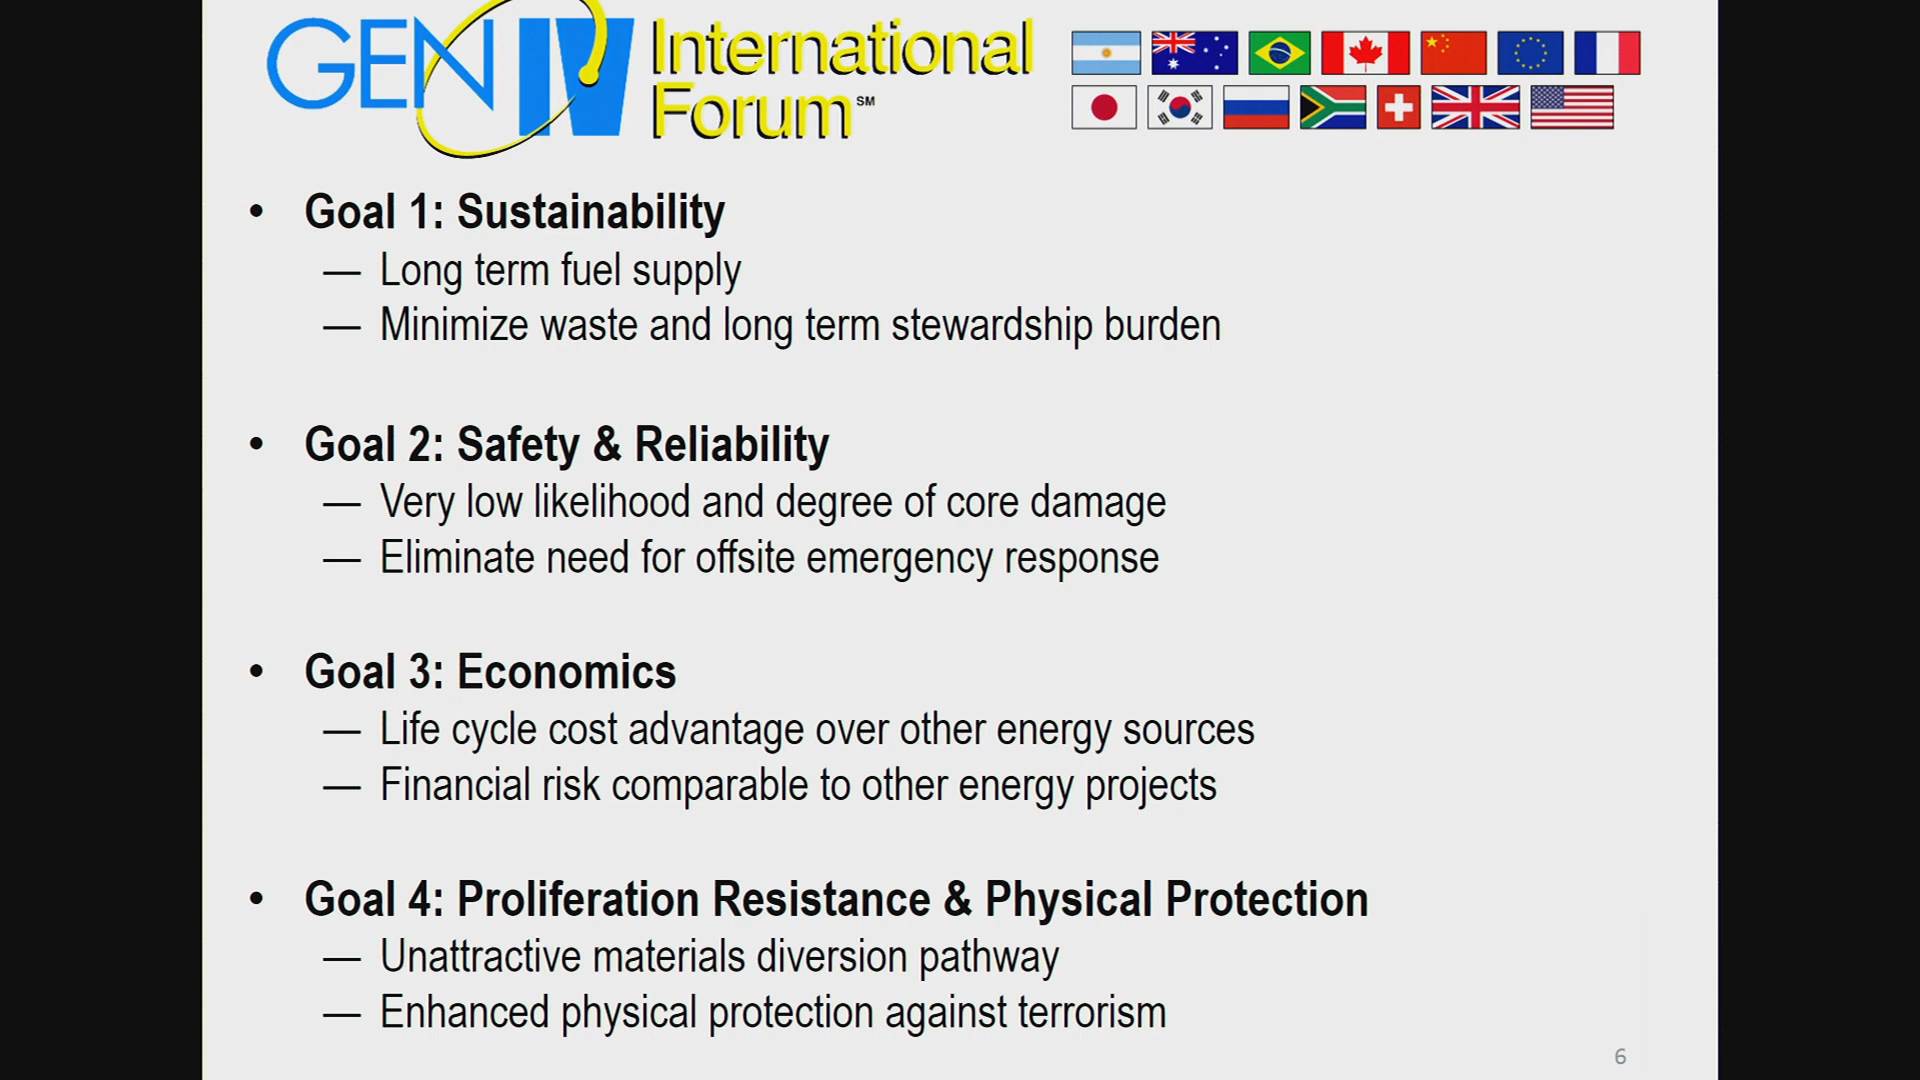 GEN IV International
Forum℠
• Goal 1: Sustainability
— Long term fuel supply
— Minimize waste and long term stewardship burden
• Goal 2: Safety & Reliability
— Very low likelihood and degree of core damage
— Eliminate need for offsite emergency response
• Goal 3: Economics
— Life cycle cost advantage over other energy sources
— Financial risk comparable to other energy projects
• Goal 4: Proliferation Resistance & Physical Protection
— Unattractive materials diversion pathway
— Enhanced physical protection against terrorism
6